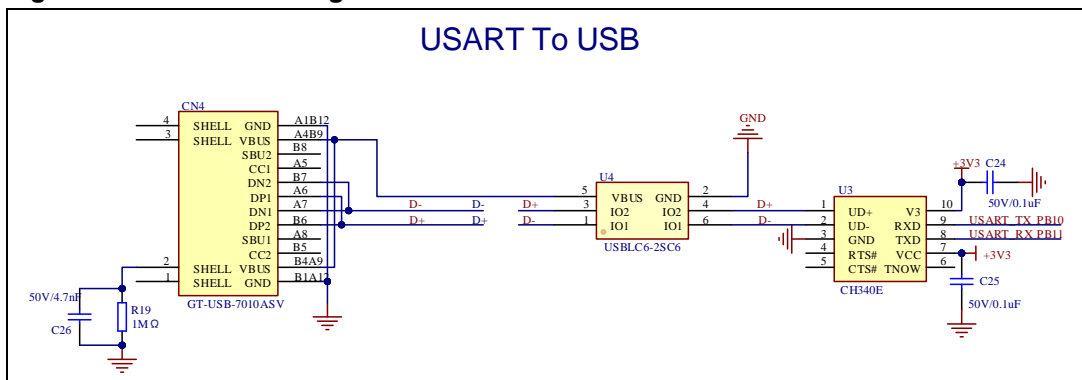 USART To USB
CN4
4 SHELL GND A1B12
3 SHELL VBUS A4B9
SBU2 B8
CC1 A5
DN2 B7
DP1 A6
DN1 A7
DP2 B6
SBU1 A8
CC2 B5
2 SHELL VBUS B4A9
1 SHELL GND B1A12
GT-USB-7010ASV
50V/4.7nF
C26
R19
1MΩ
D- D- D+
D+ D+ D-
U4
5 VBUS GND 2
3 IO2 IO2 4
1 IO1 IO1 6
USBLC6-2SC6
GND
D+
D-
U3
1 UD+ V3 10
2 UD- RXD 9
3 GND TXD 8
4 RTS# VCC 7
5 CTS# TNOW 6
CH340E
+3V3
C24
50V/0.1uF
USART_TX_PB10
USART_RX_PB11
+3V3
C25
50V/0.1uF